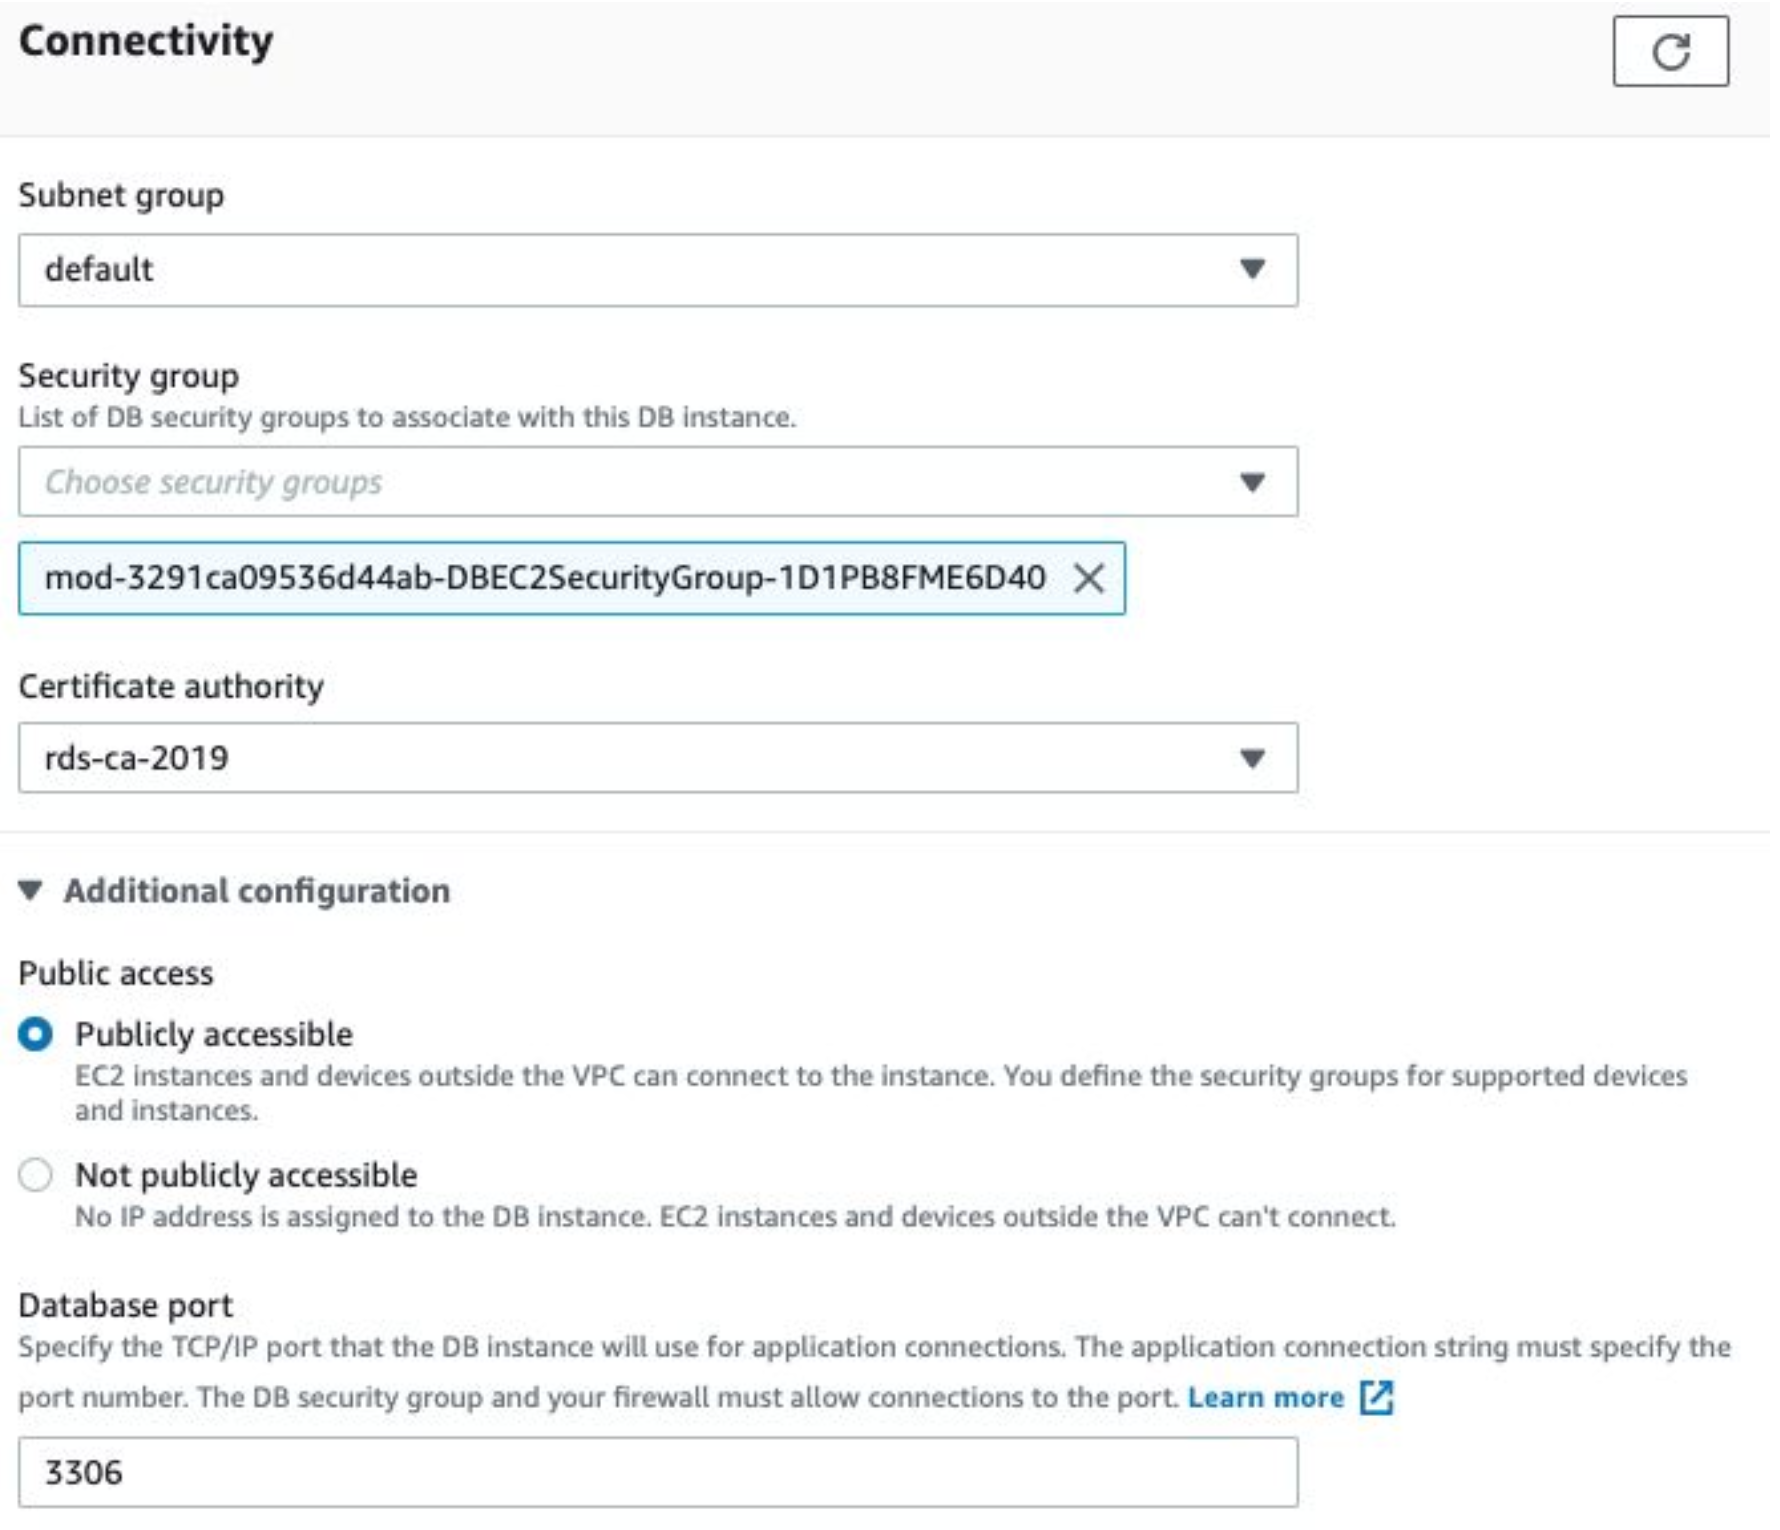 Connectivity
Subnet group
default
Security group
List of DB security groups to associate with this DB instance.
Choose security groups
mod-3291ca09536d44ab-DBEC2SecurityGroup-1D1PB8FME6D40
Certificate authority
rds-ca-2019
Additional configuration
Public access
Publicly accessible
EC2 instances and devices outside the VPC can connect to the instance. You define the security groups for supported devices
and instances.
Not publicly accessible
No IP address is assigned to the DB instance. EC2 instances and devices outside the VPC can't connect.
Database port
Specify the TCP/IP port that the DB instance will use for application connections. The application connection string must specify the
port number. The DB security group and your firewall must allow connections to the port. Learn more
3306